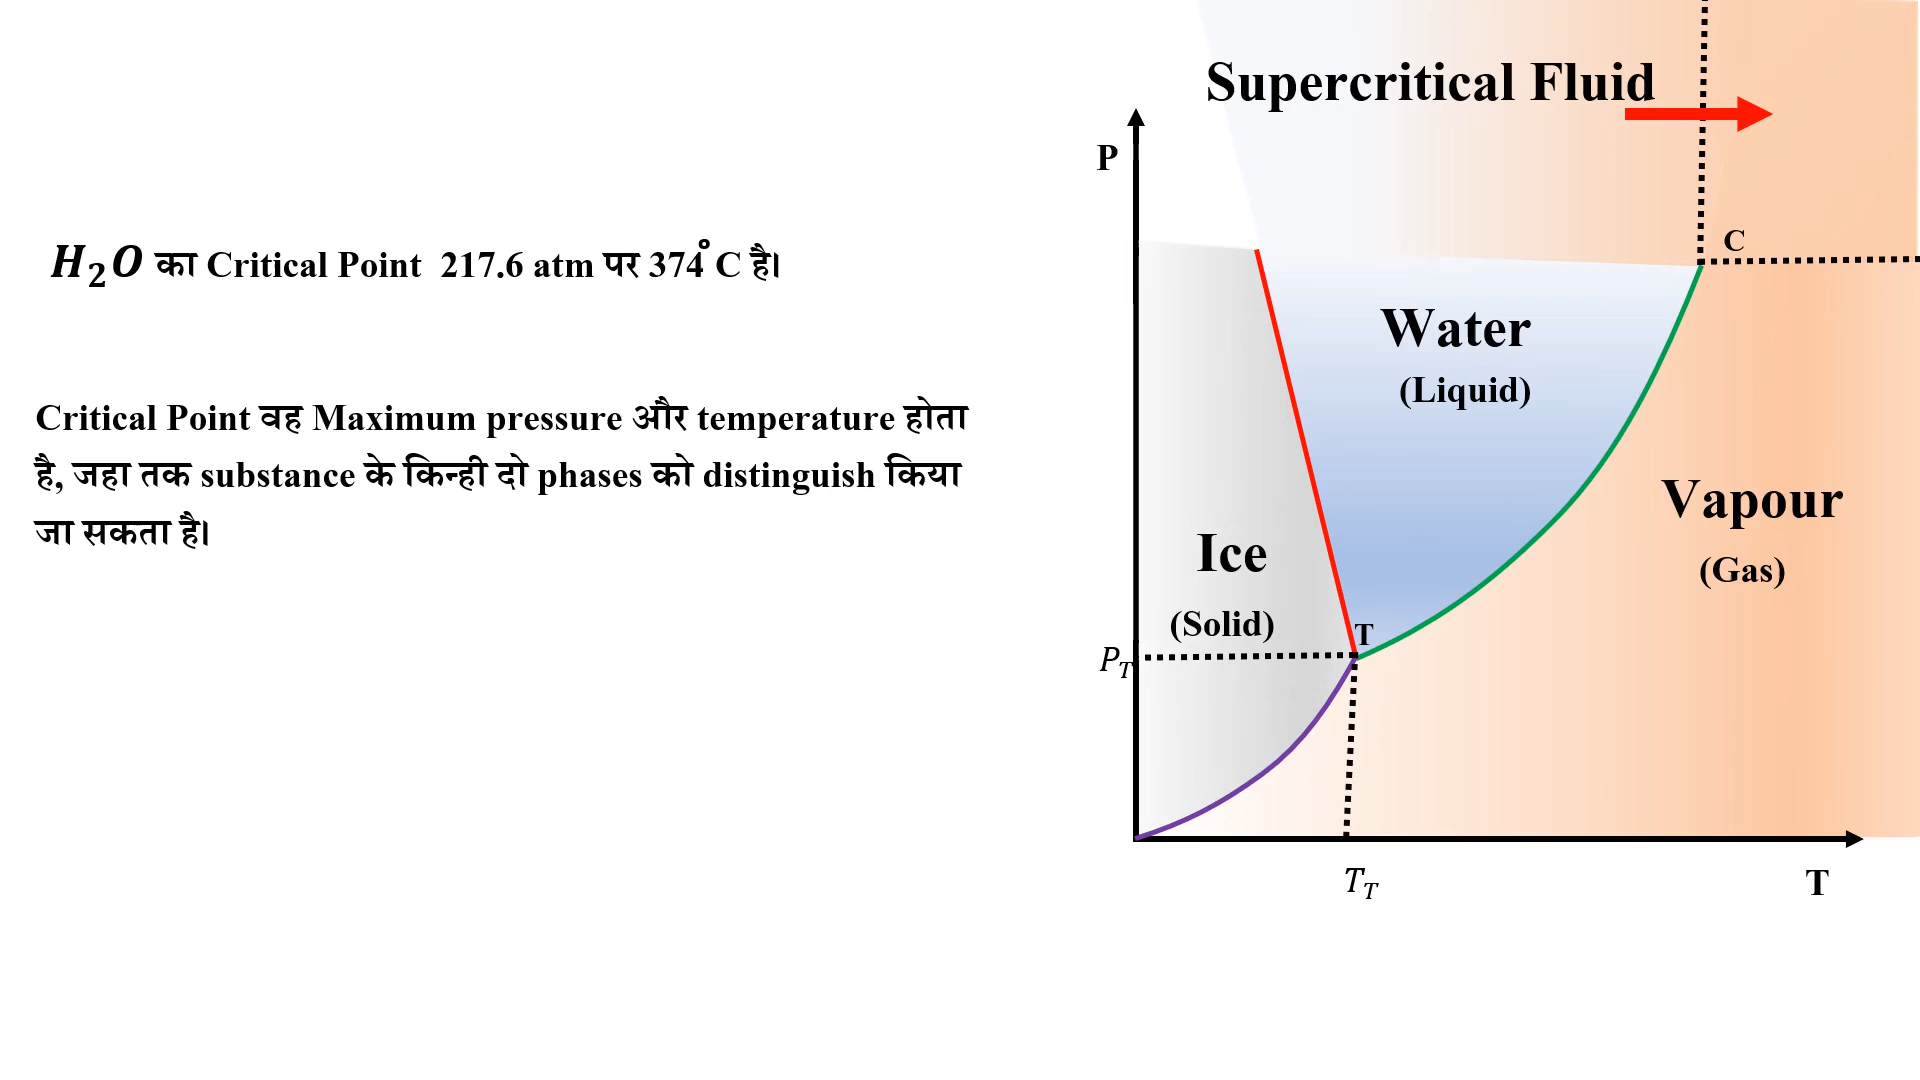 Supercritical Fluid
P
C
H₂O का Critical Point 217.6 atm पर 374° C है।
Water
(Liquid)
Critical Point वह Maximum pressure और temperature होता
है, जहा तक substance के किन्ही दो phases को distinguish किया
जा सकता है।
Vapour
(Gas)
Ice
(Solid)
T
P_T
T_T
T